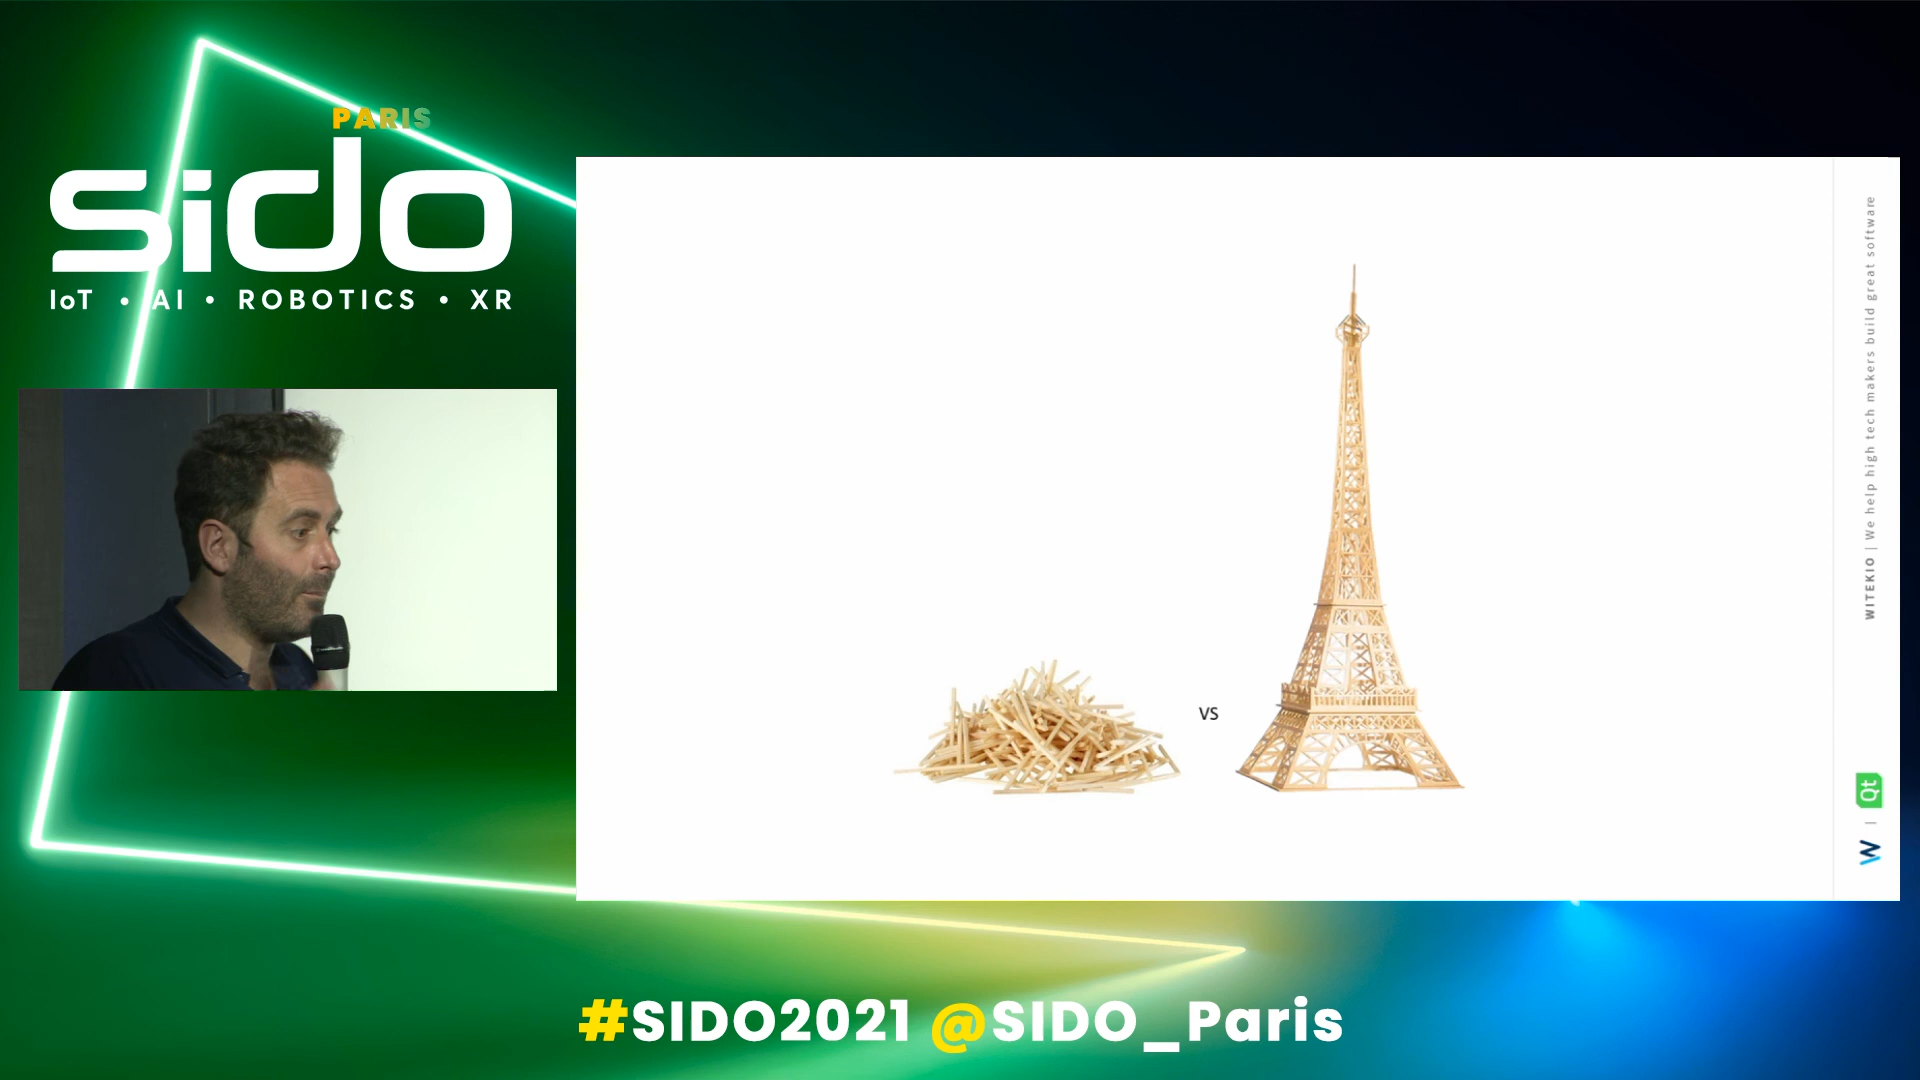 PARIS
sido
IoT • AI • ROBOTICS • XR
VS
WITEKIO | We help high tech makers build great software
W | Qt
#SIDO2021 @SIDO_Paris